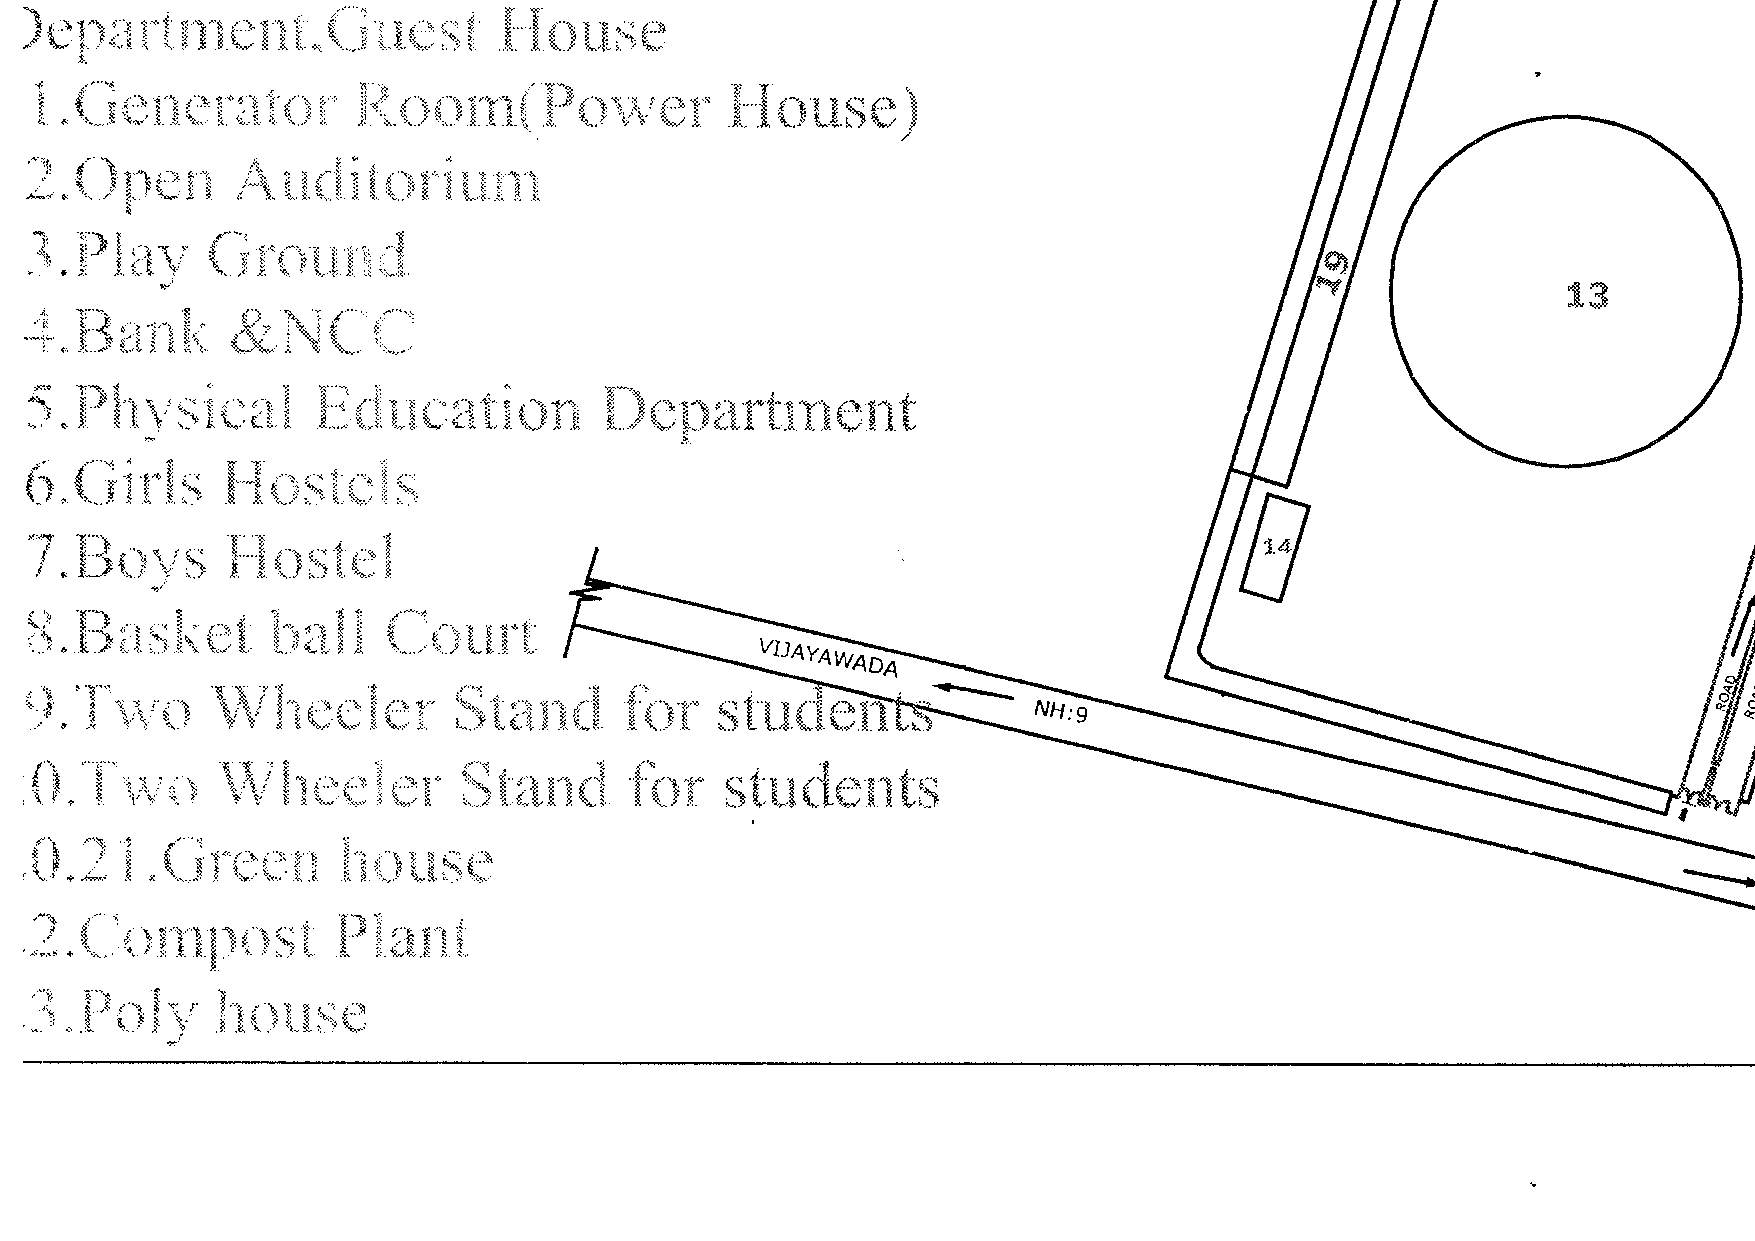 Department,Guest House
1.Generator Room(Power House)
2.Open Auditorium
3.Play Ground
4.Bank &NCC
5.Physical Education Department
6.Girls Hostels
7.Boys Hostel
8.Basket ball Court
9.Two Wheeler Stand for students
0.Two Wheeler Stand for students
0.21.Green house
2.Compost Plant
3.Poly house
19
13
14
VIJAYAWADA
NH:9
ROAD